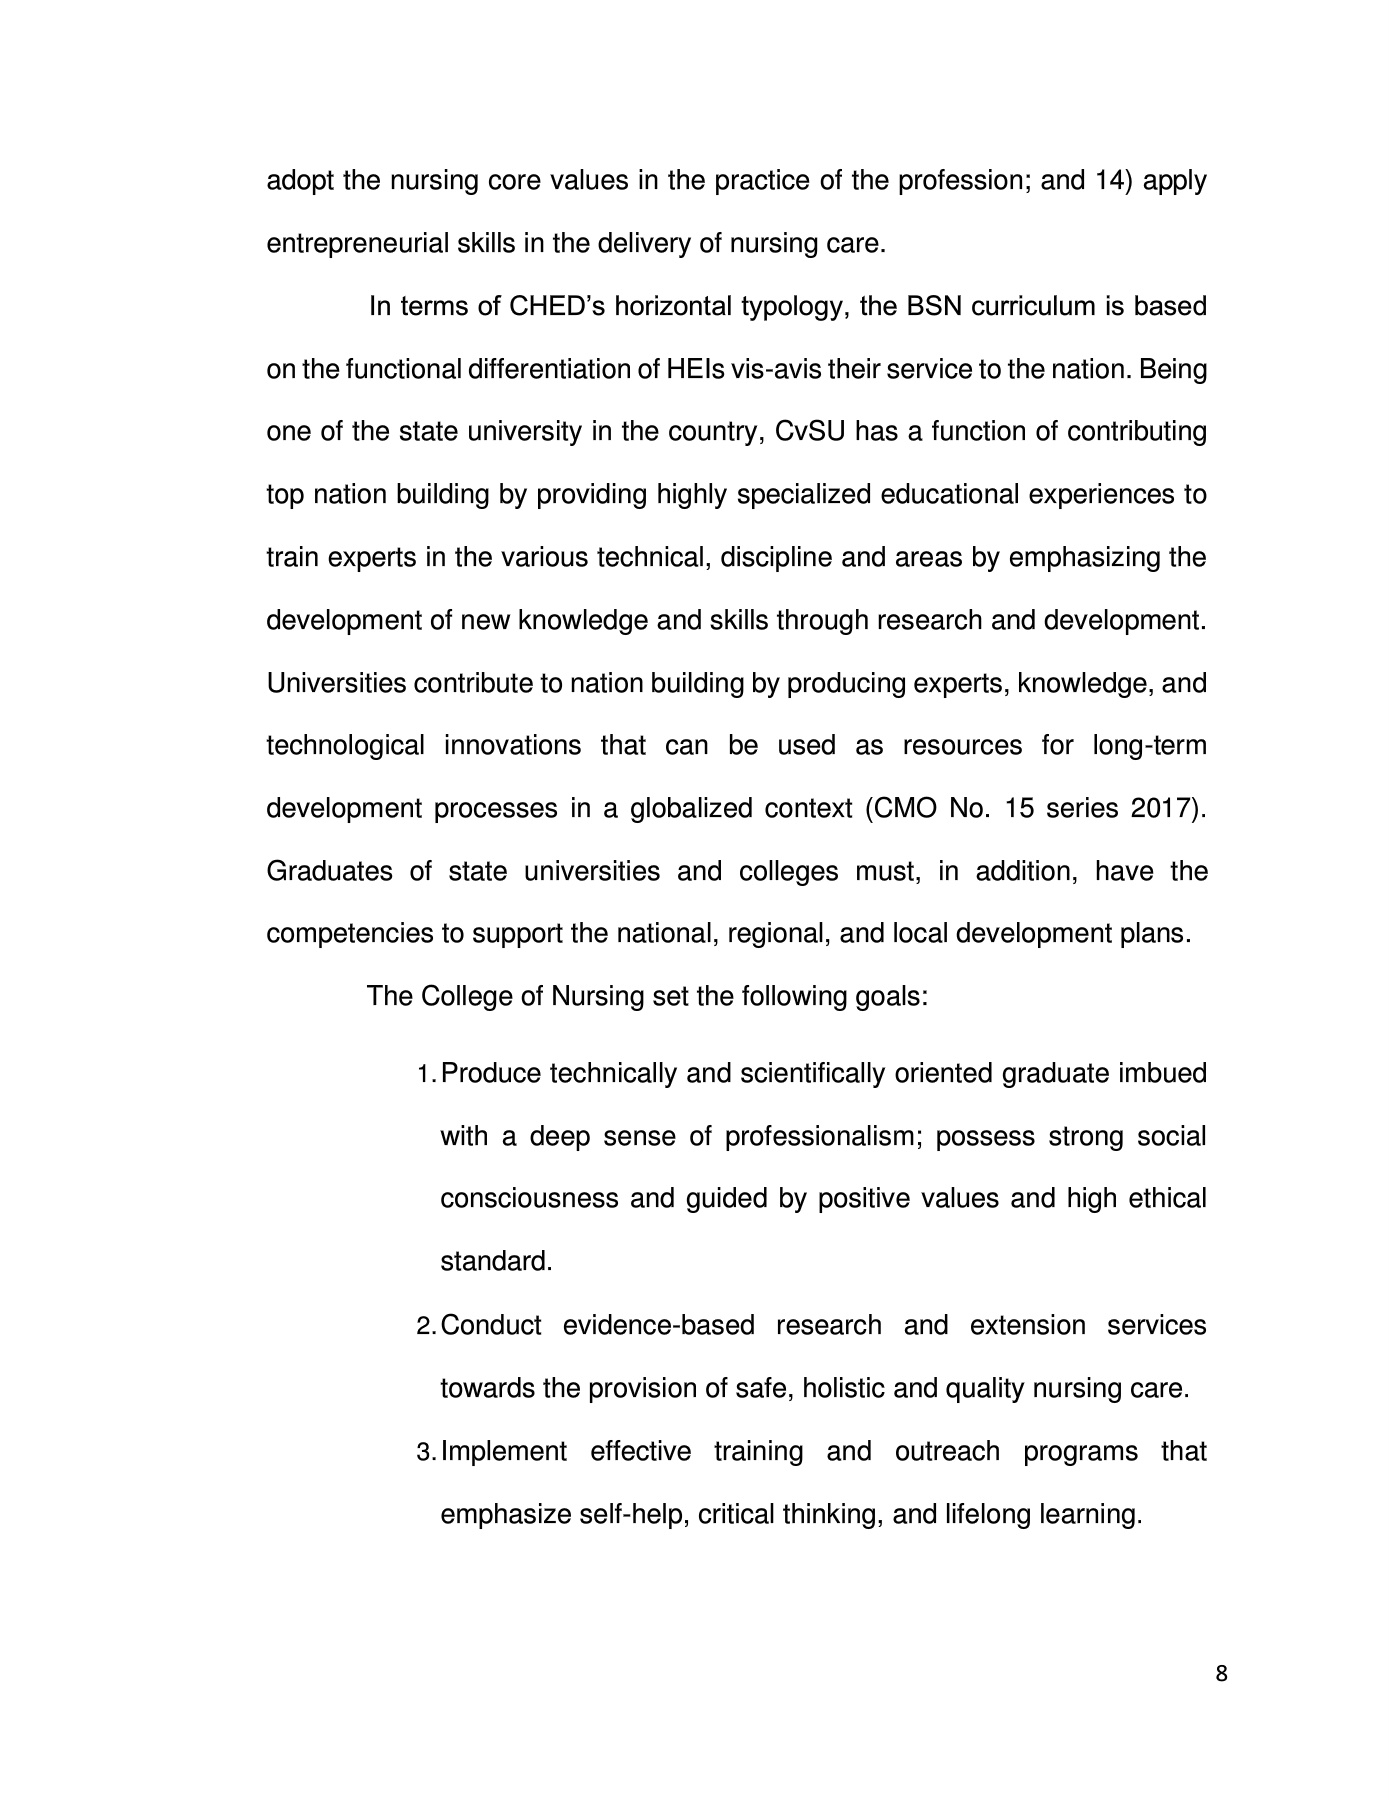 adopt the nursing core values in the practice of the profession; and 14) apply
entrepreneurial skills in the delivery of nursing care.
In terms of CHED’s horizontal typology, the BSN curriculum is based
on the functional differentiation of HEIs vis-avis their service to the nation. Being
one of the state university in the country, CvSU has a function of contributing
top nation building by providing highly specialized educational experiences to
train experts in the various technical, discipline and areas by emphasizing the
development of new knowledge and skills through research and development.
Universities contribute to nation building by producing experts, knowledge, and
technological innovations that can be used as resources for long-term
development processes in a globalized context (CMO No. 15 series 2017).
Graduates of state universities and colleges must, in addition, have the
competencies to support the national, regional, and local development plans.
The College of Nursing set the following goals:
1. Produce technically and scientifically oriented graduate imbued
with a deep sense of professionalism; possess strong social
consciousness and guided by positive values and high ethical
standard.
2. Conduct evidence-based research and extension services
towards the provision of safe, holistic and quality nursing care.
3. Implement effective training and outreach programs that
emphasize self-help, critical thinking, and lifelong learning.
8